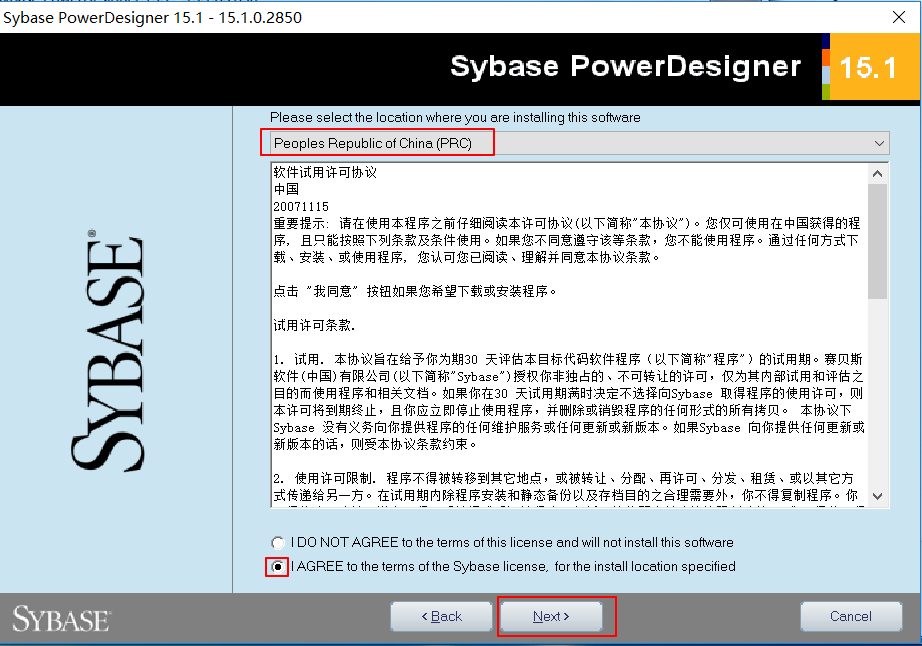 Sybase PowerDesigner 15.1 - 15.1.0.2850
Sybase PowerDesigner 15.1
Please select the location where you are installing this software
Peoples Republic of China (PRC)
软件试用许可协议
中国
20071115
重要提示: 请在使用本程序之前仔细阅读本许可协议(以下简称"本协议")。您仅可使用在中国获得的程
序, 且只能按照下列条款及条件使用。如果您不同意遵守该等条款, 您不能使用程序。通过任何方式下
载、安装、或使用程序, 您认可您已阅读、理解并同意本协议条款。
点击 "我同意" 按钮如果您希望下载或安装程序。
试用许可条款.
1. 试用. 本协议旨在给予你为期30 天评估本目标代码软件程序（以下简称"程序"）的试用期。赛贝斯
软件(中国)有限公司(以下简称"Sybase")授权你非独占的、不可转让的许可, 仅为其内部试用和评估之
目的而使用程序和相关文档。如果你在30 天试用期满时决定不选择向Sybase 取得程序的使用许可, 则
本许可将到期终止, 且你应立即停止使用程序, 并删除或销毁程序的任何形式的所有拷贝。 本协议下
Sybase 没有义务向你提供程序的任何维护服务或任何更新或新版本。如果Sybase 向你提供任何更新或
新版本的话, 则受本协议条款约束。
2. 使用许可限制. 程序不得被转移到其它地点, 或被转让、分配、再许可、分发、租赁、或以其它方
式传递给另一方。在试用期内除程序安装和静态备份以及存档目的之合理需要外, 你不得复制程序。你
SYBASE®
I DO NOT AGREE to the terms of this license and will not install this software
I AGREE to the terms of the Sybase license, for the install location specified
SYBASE
< Back
Next >
Cancel